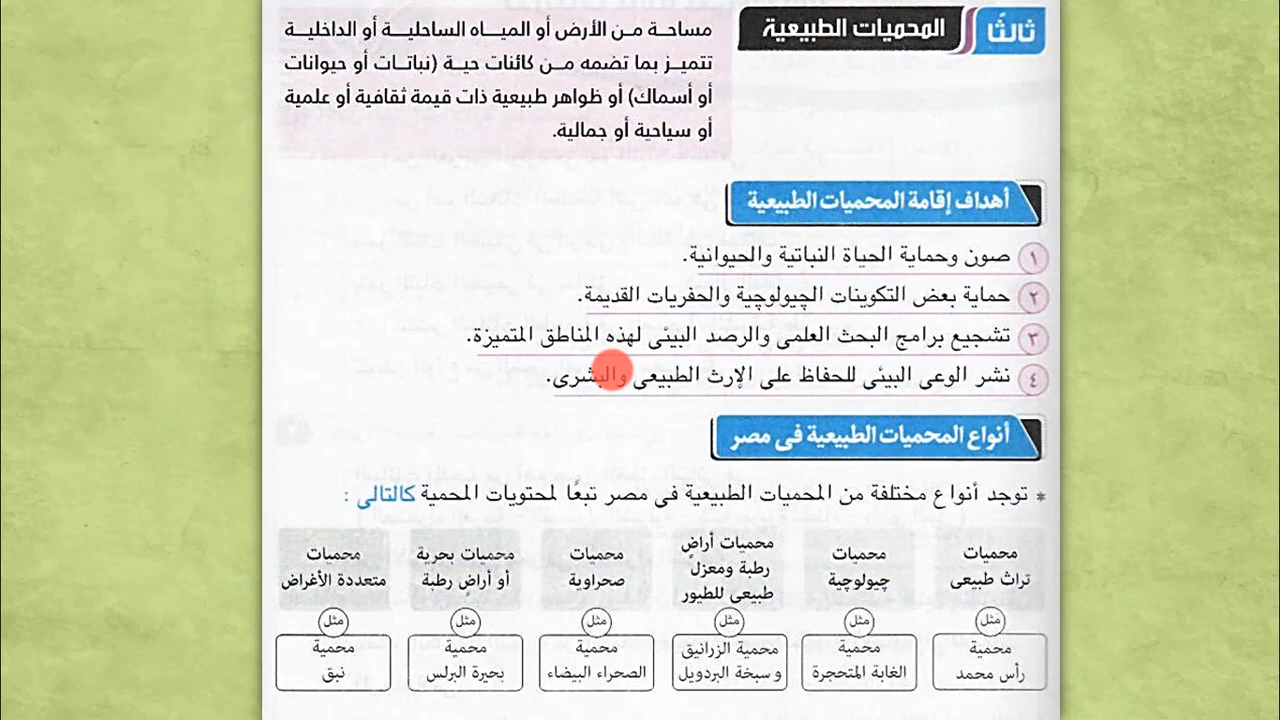 ثالثًا
المحميات الطبيعية
مساحة من الأرض أو المياه الساحلية أو الداخلية
تتميز بما تضمه من كائنات حية (نباتات أو حيوانات
أو أسماك) أو ظواهر طبيعية ذات قيمة ثقافية أو علمية
أو سياحية أو جمالية.
أهداف إقامة المحميات الطبيعية
١ صون وحماية الحياة النباتية والحيوانية.
٢ حماية بعض التكوينات الچيولوچية والحفريات القديمة.
٣ تشجيع برامج البحث العلمى والرصد البيئى لهذه المناطق المتميزة.
٤ نشر الوعى البيئى للحفاظ على الإرث الطبيعى والبشرى.
أنواع المحميات الطبيعية فى مصر
* توجد أنواع مختلفة من المحميات الطبيعية فى مصر تبعًا لمحتويات المحمية كالتالى :
محميات
تراث طبيعى
مثل
محمية
رأس محمد
محميات
چيولوچية
مثل
محمية
الغابة المتحجرة
محميات أراضٍ
رطبة ومعزل
طبيعى للطيور
مثل
محمية الزرانيق
و سبخة البردويل
محميات
صحراوية
مثل
محمية
الصحراء البيضاء
محميات بحرية
أو أراضٍ رطبة
مثل
محمية
بحيرة البرلس
محميات
متعددة الأغراض
مثل
محمية
نبق